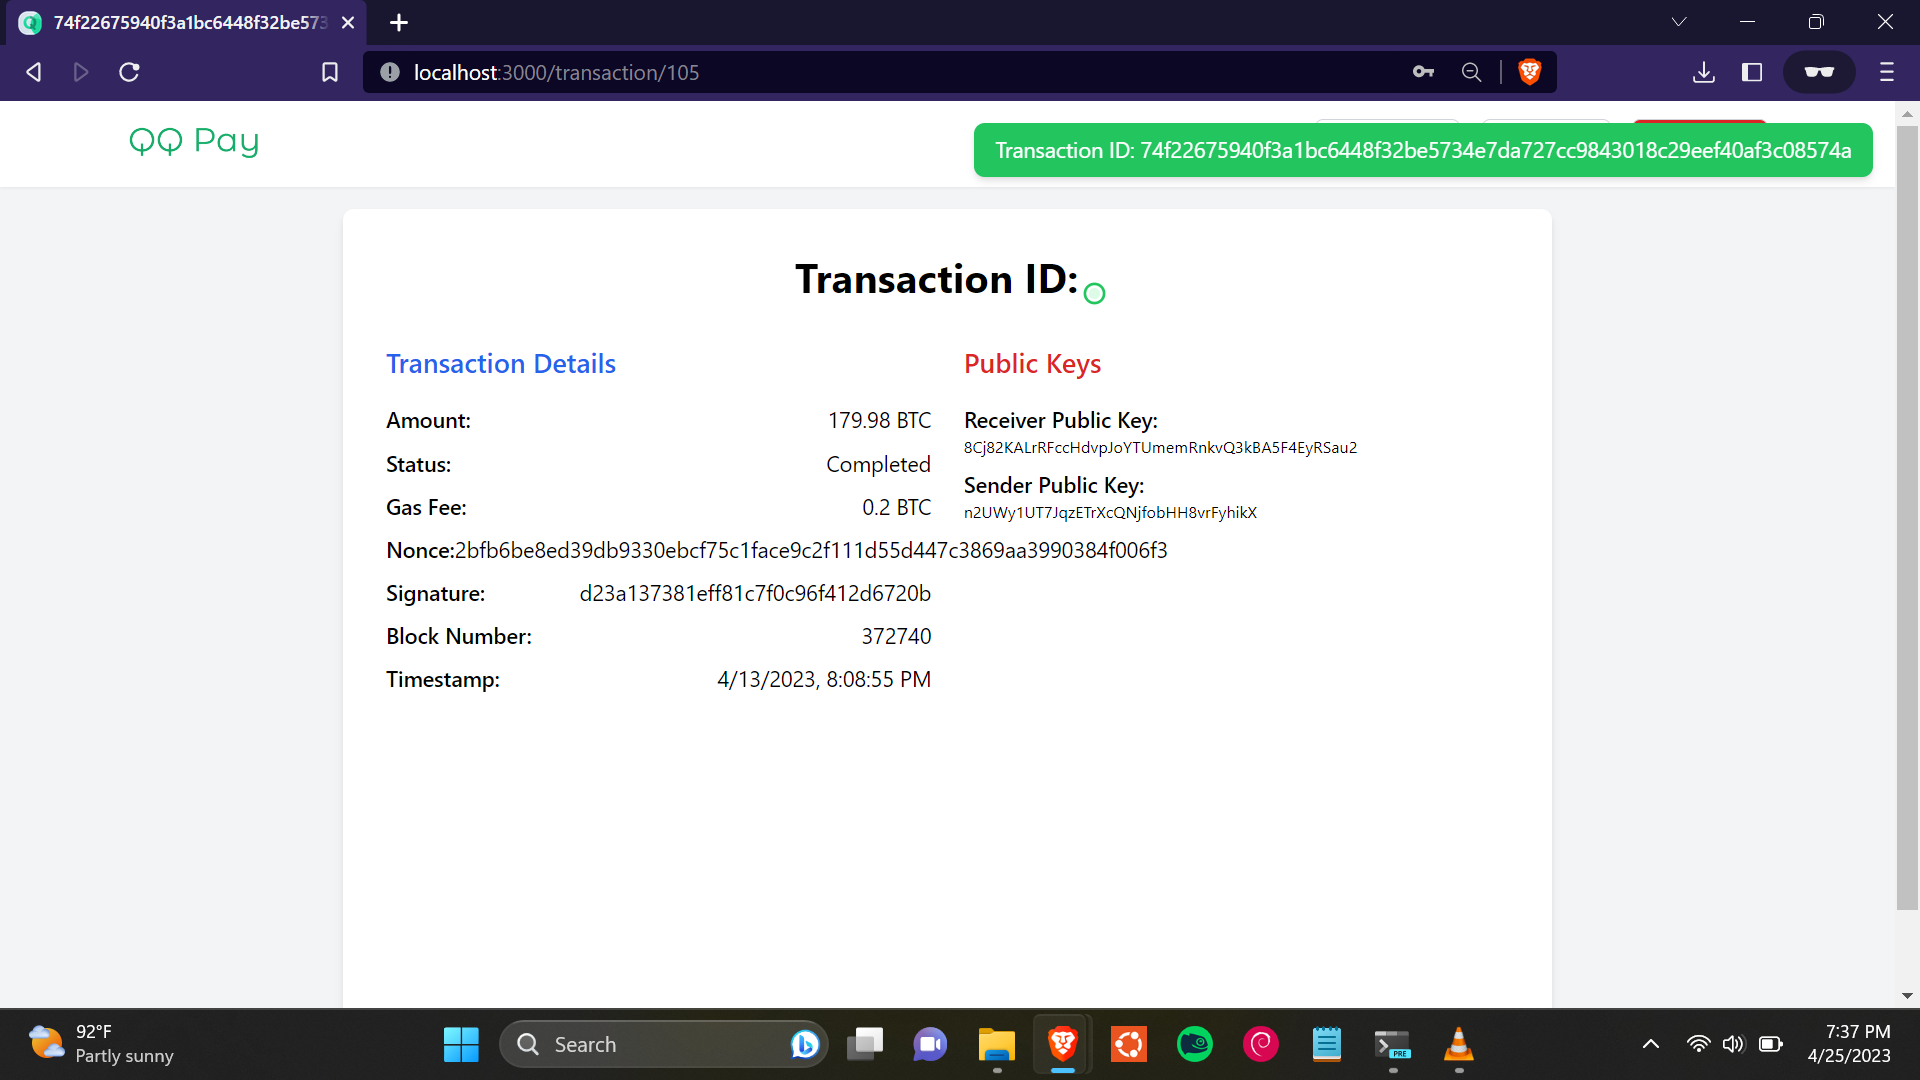 74f22675940f3a1bc6448f32be573
localhost:3000/transaction/105
QQ Pay
Transaction ID: 74f22675940f3a1bc6448f32be5734e7da727cc9843018c29eef40af3c08574a
Transaction ID:
Transaction Details
Amount: 179.98 BTC
Status: Completed
Gas Fee: 0.2 BTC
Nonce:2bfb6be8ed39db9330ebcf75c1face9c2f111d55d447c3869aa3990384f006f3
Signature: d23a137381eff81c7f0c96f412d6720b
Block Number: 372740
Timestamp: 4/13/2023, 8:08:55 PM
Public Keys
Receiver Public Key:
8Cj82KALrRFccHdvpJoYTUmemRnkvQ3kBA5F4EyRSau2
Sender Public Key:
n2UWy1UT7JqzETrXcQNjfobHH8vrFyhikX
92°F
Partly sunny
Search
PRE
7:37 PM
4/25/2023